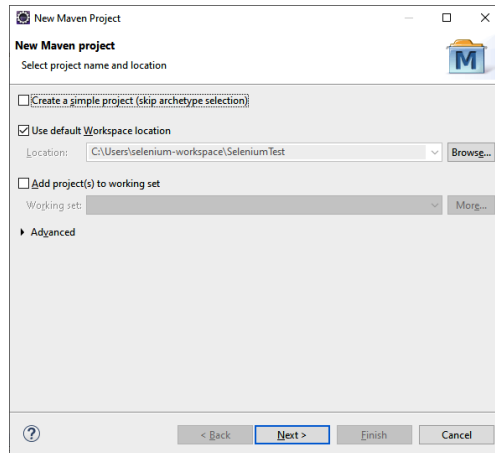 New Maven Project
New Maven project
Select project name and location
M
Create a simple project (skip archetype selection)
Use default Workspace location
Location: C:\Users\selenium-workspace\SeleniumTest Browse...
Add project(s) to working set
Working set: More...
Advanced
? < Back Next > Finish Cancel